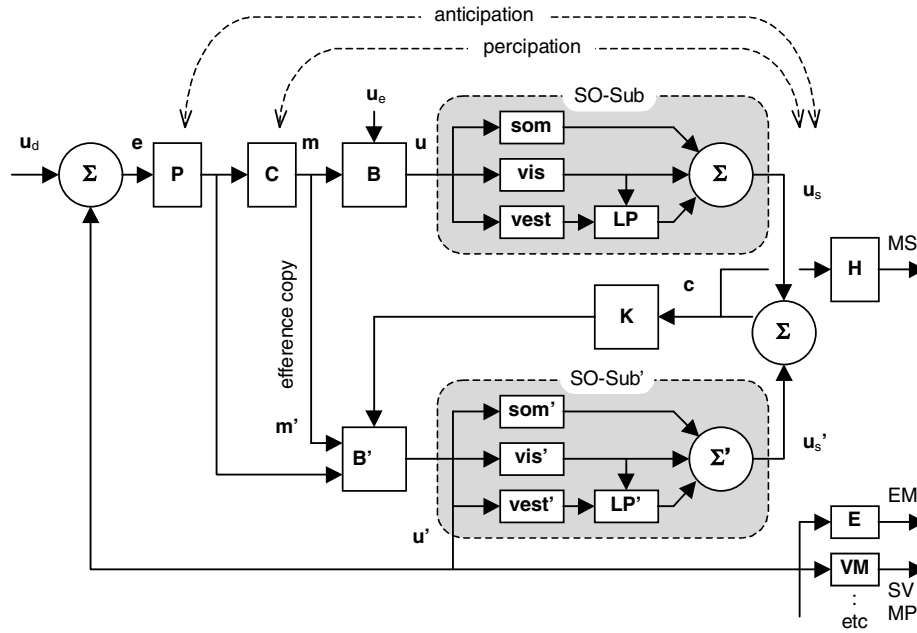 anticipation
percipation
SO-Sub
u_d
Σ
e
P
C
m
u_e
B
u
som
vis
vest
LP
Σ
u_s
MS
H
efference copy
c
K
Σ
SO-Sub’
m’
B’
som’
vis’
vest’
LP’
Σ’
u_s’
u’
E
EM
VM
SV
MP
:
etc